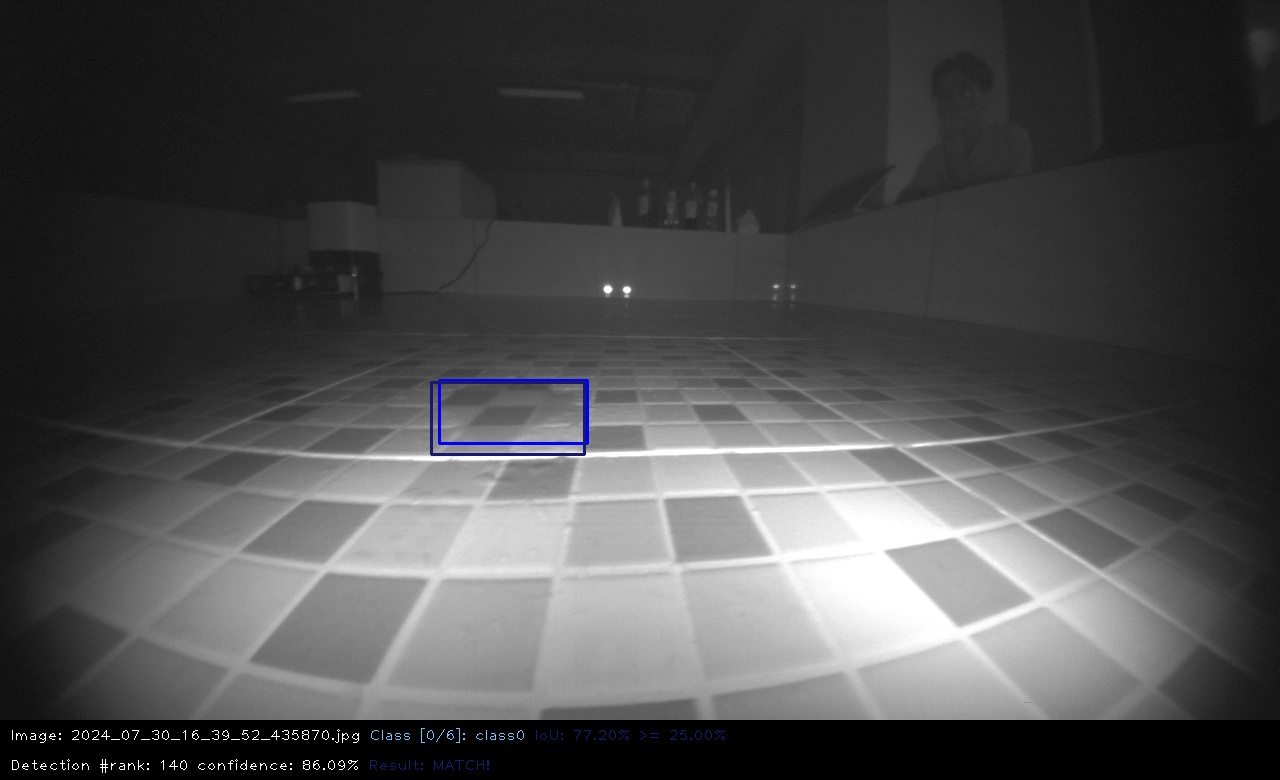 Image: 2024_07_30_16_39_52_435870.jpg Class [0/6]: class0 IoU: 77.20% >= 25.00%
Detection #rank: 140 confidence: 86.09% Result: MATCH!